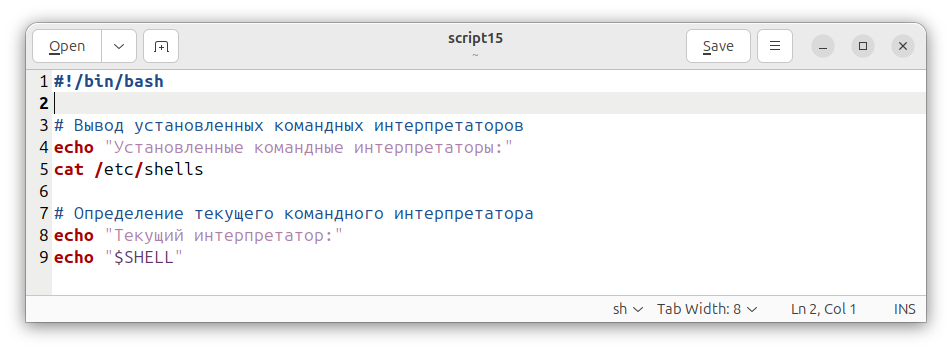 Open
script15
~
Save
1 #!/bin/bash
2
3 # Вывод установленных командных интерпретаторов
4 echo "Установленные командные интерпретаторы:"
5 cat /etc/shells
6
7 # Определение текущего командного интерпретатора
8 echo "Текущий интерпретатор:"
9 echo "$SHELL"
sh Tab Width: 8 Ln 2, Col 1 INS